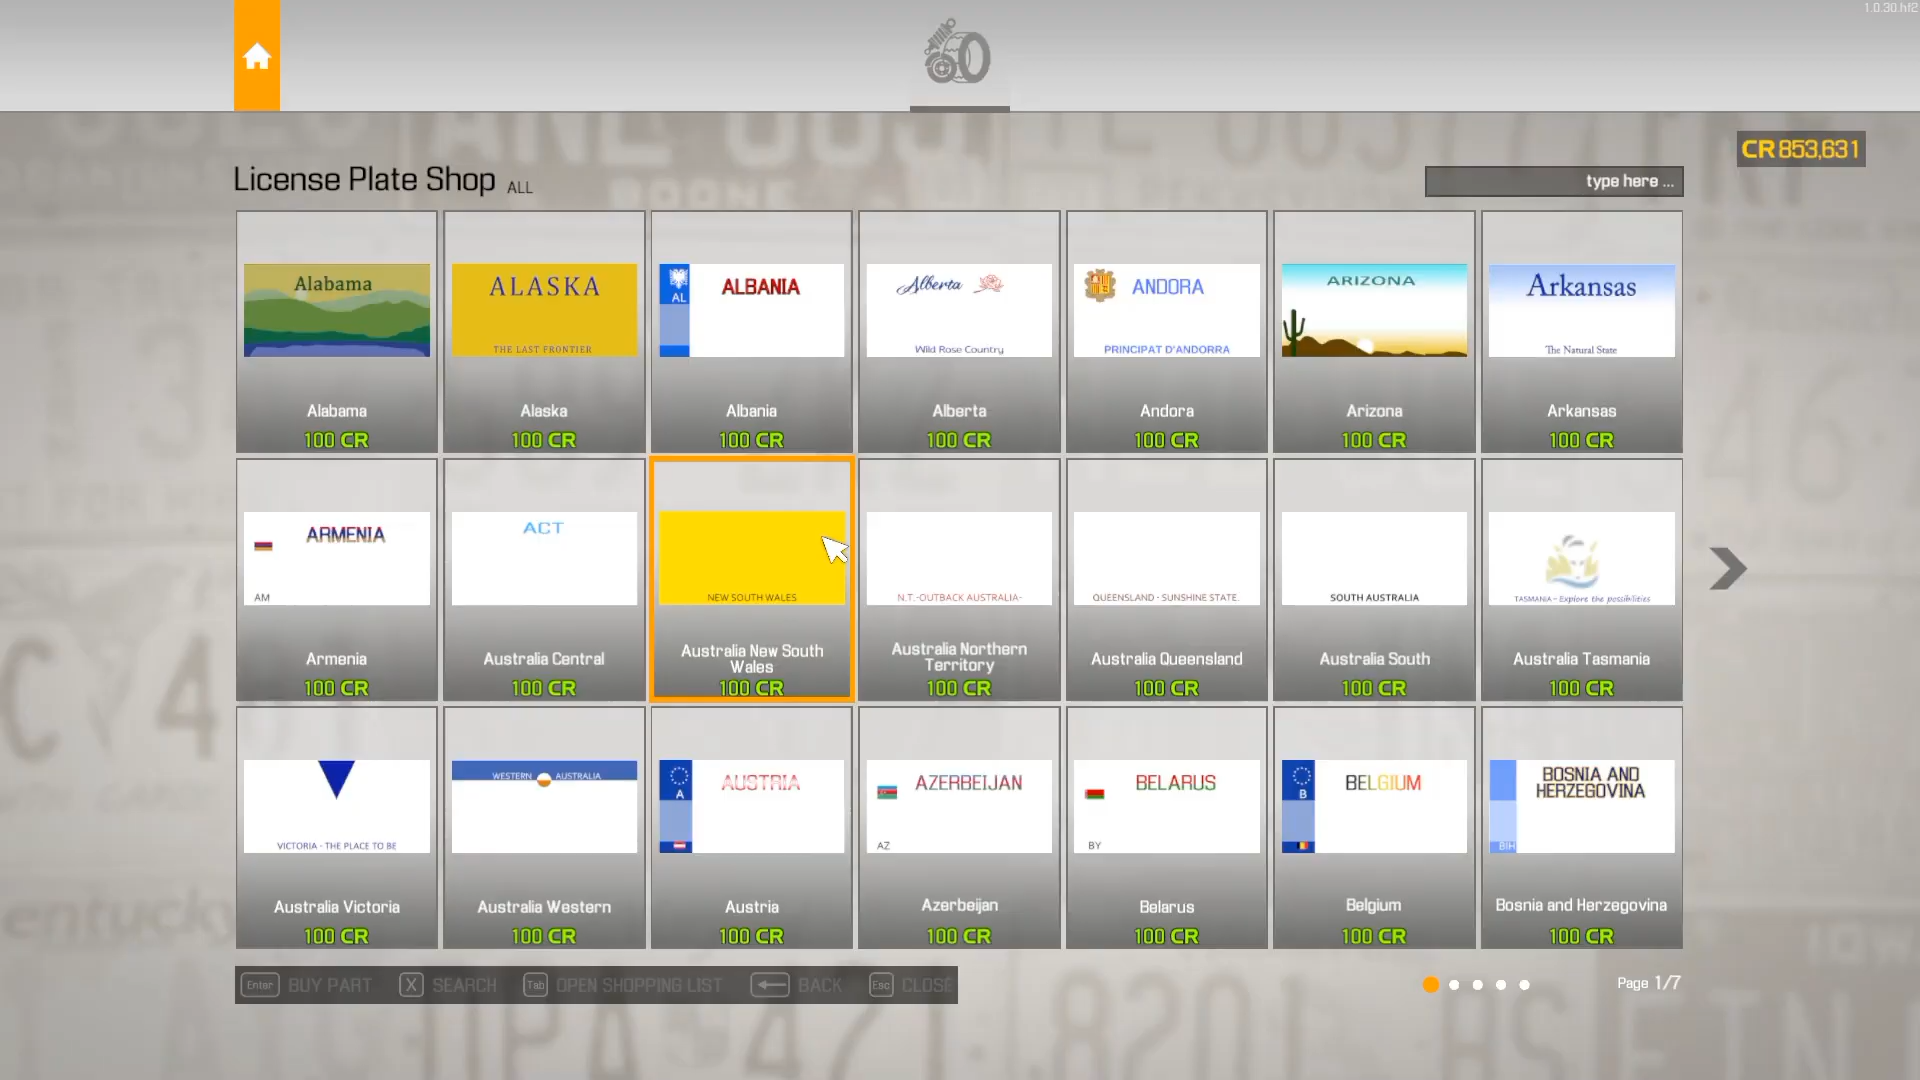 1.0.30.hf2
CR 853,631
License Plate Shop ALL
type here ...
Alabama
ALASKA
THE LAST FRONTIER
AL
ALBANIA
Alberta
Wild Rose Country
ANDORA
PRINCIPAT D'ANDORRA
ARIZONA
Arkansas
The Natural State
Alabama
Alaska
Albania
Alberta
Andora
Arizona
Arkansas
100 CR
100 CR
100 CR
100 CR
100 CR
100 CR
100 CR
ARMENIA
AM
ACT
NEW SOUTH WALES
N.T.-OUTBACK AUSTRALIA-
QUEENSLAND - SUNSHINE STATE.
SOUTH AUSTRALIA
TASMANIA - Explore the possibilities
Armenia
Australia Central
Australia New South
Wales
Australia Northern
Territory
Australia Queensland
Australia South
Australia Tasmania
100 CR
100 CR
100 CR
100 CR
100 CR
100 CR
100 CR
VICTORIA - THE PLACE TO BE
WESTERN AUSTRALIA
A
AUSTRIA
AZERBEIJAN
AZ
BELARUS
BY
B
BELGIUM
BOSNIA AND
HERZEGOVINA
BIH
Australia Victoria
Australia Western
Austria
Azerbeijan
Belarus
Belgium
Bosnia and Herzegovina
100 CR
100 CR
100 CR
100 CR
100 CR
100 CR
100 CR
Enter BUY PART X SEARCH Tab OPEN SHOPPING LIST BACK Esc CLOSE
Page 1/7